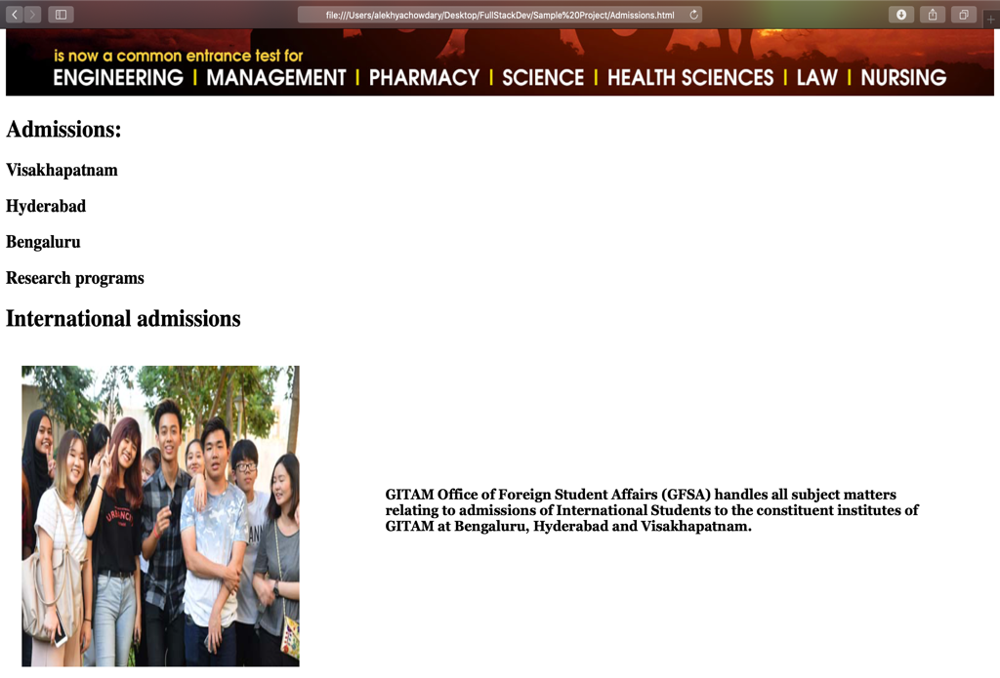 file:///Users/alekhyachowdary/Desktop/FullStackDev/Sample%20Project/Admissions.html
is now a common entrance test for
ENGINEERING | MANAGEMENT | PHARMACY | SCIENCE | HEALTH SCIENCES | LAW | NURSING
Admissions:
Visakhapatnam
Hyderabad
Bengaluru
Research programs
International admissions
GITAM Office of Foreign Student Affairs (GFSA) handles all subject matters
relating to admissions of International Students to the constituent institutes of
GITAM at Bengaluru, Hyderabad and Visakhapatnam.